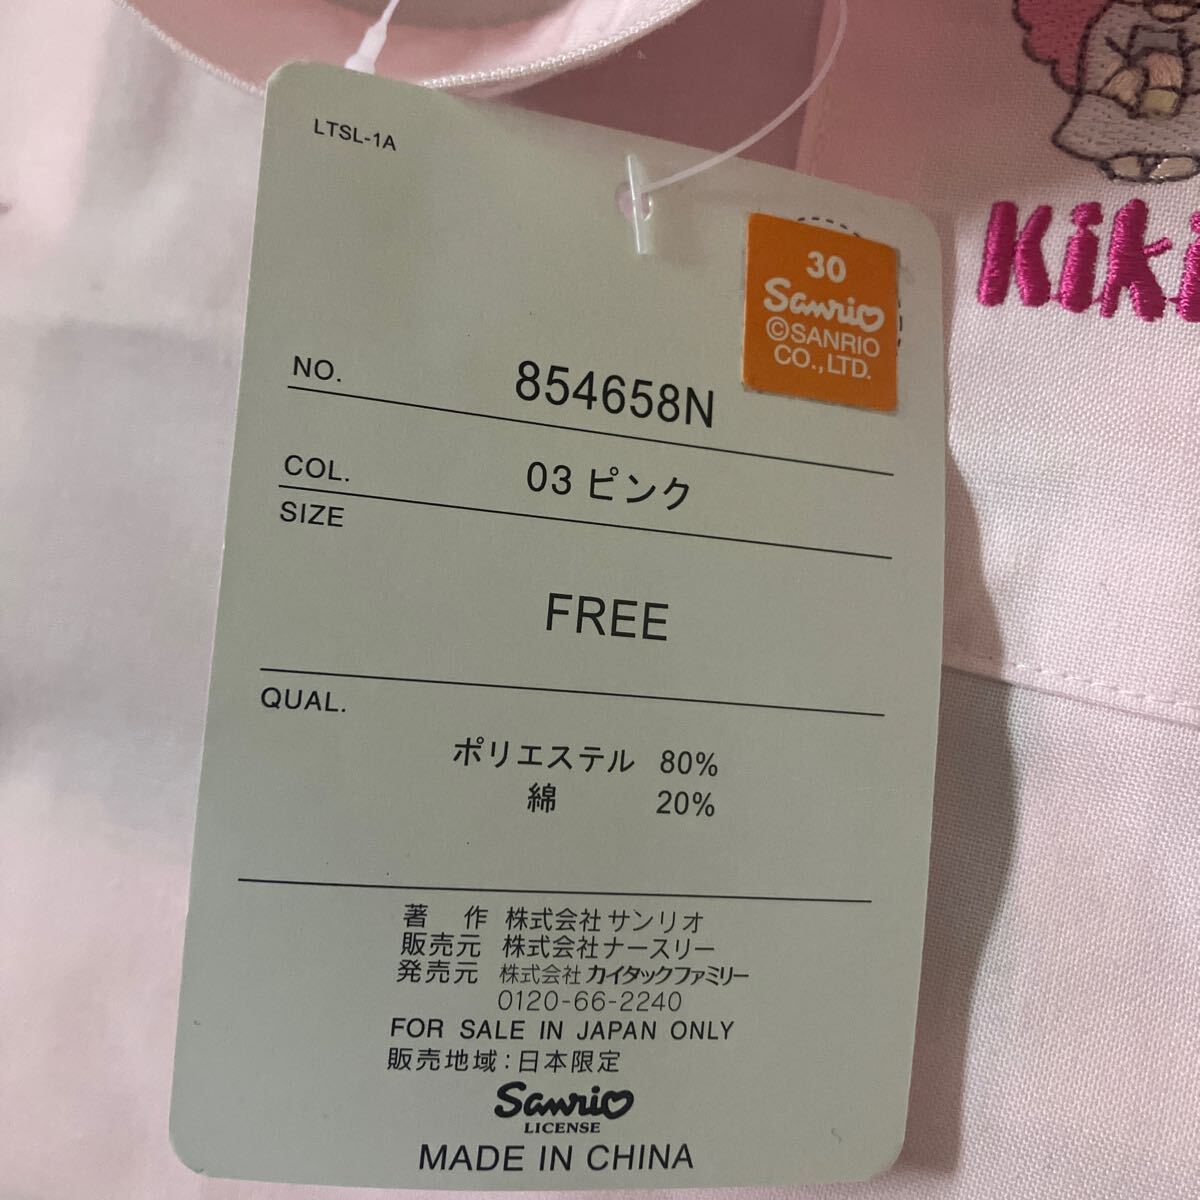 LTSL-1A
30
Sanrio
©SANRIO
CO.,LTD.
Kiki
NO. 854658N
COL. 03 ピンク
SIZE
FREE
QUAL.
ポリエステル 80%
綿 20%
著 作 株式会社サンリオ
販売元 株式会社ナースリー
発売元 株式会社カイタックファミリー
0120-66-2240
FOR SALE IN JAPAN ONLY
販売地域:日本限定
Sanrio
LICENSE
MADE IN CHINA